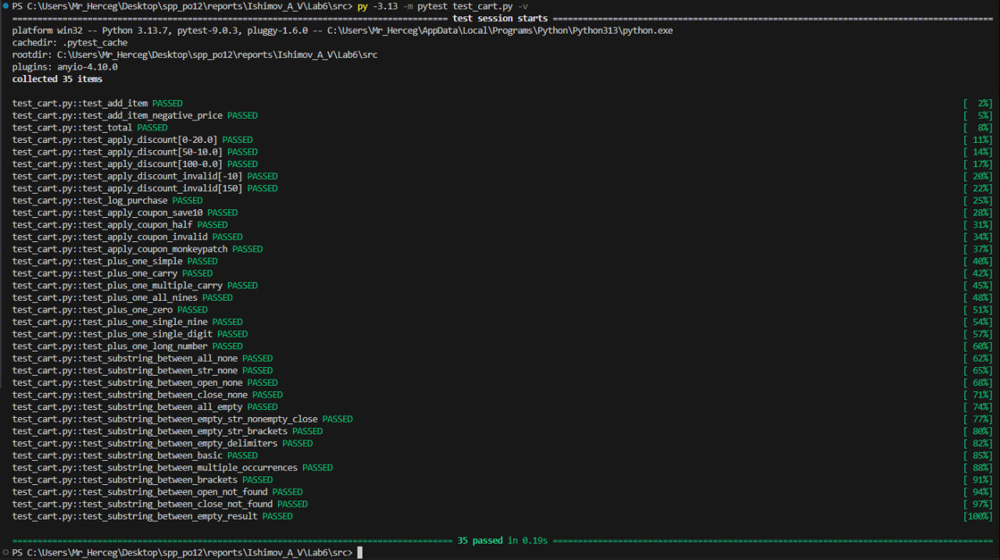 PS C:\Users\Mr_Herceg\Desktop\spp_po12\reports\Ishimov_A_V\Lab6\src> py -3.13 -m pytest test_cart.py -v
================================ test session starts ================================
platform win32 -- Python 3.13.7, pytest-9.0.3, pluggy-1.6.0 -- C:\Users\Mr_Herceg\AppData\Local\Programs\Python\Python313\python.exe
cachedir: .pytest_cache
rootdir: C:\Users\Mr_Herceg\Desktop\spp_po12\reports\Ishimov_A_V\Lab6\src
plugins: anyio-4.10.0
collected 35 items
test_cart.py::test_add_item PASSED [  2%]
test_cart.py::test_add_item_negative_price PASSED [  5%]
test_cart.py::test_total PASSED [  8%]
test_cart.py::test_apply_discount[0-20.0] PASSED [ 11%]
test_cart.py::test_apply_discount[50-10.0] PASSED [ 14%]
test_cart.py::test_apply_discount[100-0.0] PASSED [ 17%]
test_cart.py::test_apply_discount_invalid[-10] PASSED [ 20%]
test_cart.py::test_apply_discount_invalid[150] PASSED [ 22%]
test_cart.py::test_log_purchase PASSED [ 25%]
test_cart.py::test_apply_coupon_save10 PASSED [ 28%]
test_cart.py::test_apply_coupon_half PASSED [ 31%]
test_cart.py::test_apply_coupon_invalid PASSED [ 34%]
test_cart.py::test_apply_coupon_monkeypatch PASSED [ 37%]
test_cart.py::test_plus_one_simple PASSED [ 40%]
test_cart.py::test_plus_one_carry PASSED [ 42%]
test_cart.py::test_plus_one_multiple_carry PASSED [ 45%]
test_cart.py::test_plus_one_all_nines PASSED [ 48%]
test_cart.py::test_plus_one_zero PASSED [ 51%]
test_cart.py::test_plus_one_single_nine PASSED [ 54%]
test_cart.py::test_plus_one_single_digit PASSED [ 57%]
test_cart.py::test_plus_one_long_number PASSED [ 60%]
test_cart.py::test_substring_between_all_none PASSED [ 62%]
test_cart.py::test_substring_between_str_none PASSED [ 65%]
test_cart.py::test_substring_between_open_none PASSED [ 68%]
test_cart.py::test_substring_between_close_none PASSED [ 71%]
test_cart.py::test_substring_between_all_empty PASSED [ 74%]
test_cart.py::test_substring_between_empty_str_nonempty_close PASSED [ 77%]
test_cart.py::test_substring_between_empty_str_brackets PASSED [ 80%]
test_cart.py::test_substring_between_empty_delimiters PASSED [ 82%]
test_cart.py::test_substring_between_basic PASSED [ 85%]
test_cart.py::test_substring_between_multiple_occurrences PASSED [ 88%]
test_cart.py::test_substring_between_brackets PASSED [ 91%]
test_cart.py::test_substring_between_open_not_found PASSED [ 94%]
test_cart.py::test_substring_between_close_not_found PASSED [ 97%]
test_cart.py::test_substring_between_empty_result PASSED [100%]
================================ 35 passed in 0.19s ================================
PS C:\Users\Mr_Herceg\Desktop\spp_po12\reports\Ishimov_A_V\Lab6\src>